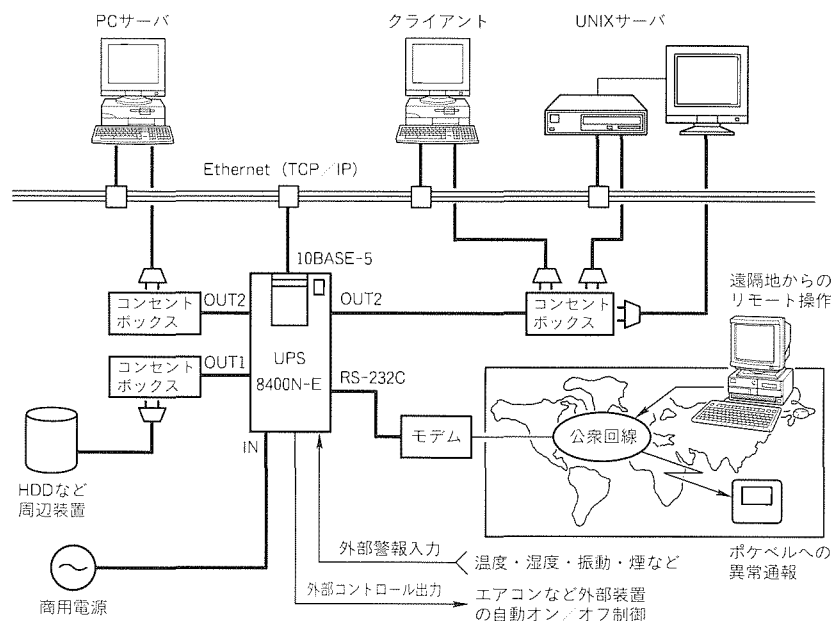 PCサーバ
クライアント
UNIXサーバ
Ethernet (TCP/IP)
10BASE-5
コンセント
ボックス
OUT2
OUT2
コンセント
ボックス
遠隔地からの
リモート操作
コンセント
ボックス
OUT1
UPS
8400N-E
RS-232C
モデム
公衆回線
IN
HDDなど
周辺装置
外部警報入力
温度・湿度・振動・煙など
ポケベルへの
異常通報
商用電源
外部コントロール出力
エアコンなど外部装置
の自動オン/オフ制御